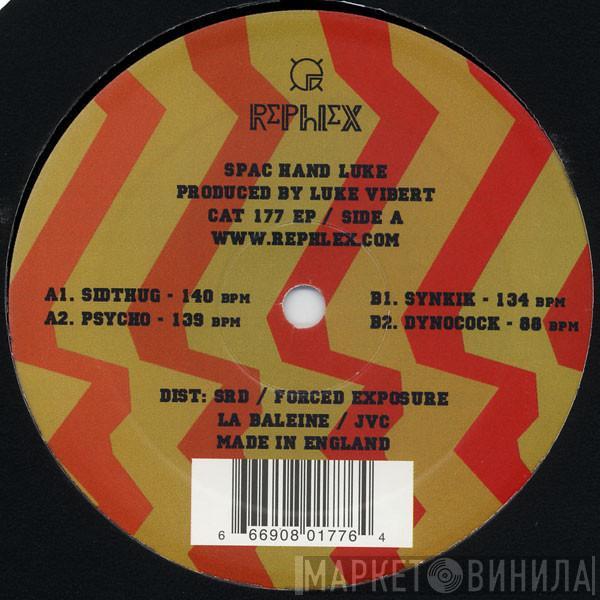 REPHLEX
SPAC HAND LUKE
PRODUCED BY LUKE VIBERT
CAT 177 EP / SIDE A
WWW.REPHLEX.COM
A1. SIDTHUG - 140 BPM
A2. PSYCHO - 139 BPM
B1. SYNKIK - 134 BPM
B2. DYNOCOCK - 88 BPM
DIST: SRD / FORCED EXPOSURE
LA BALEINE / JVC
MADE IN ENGLAND
6 66908 01776 4
МАРКЕТ ВИНИЛА